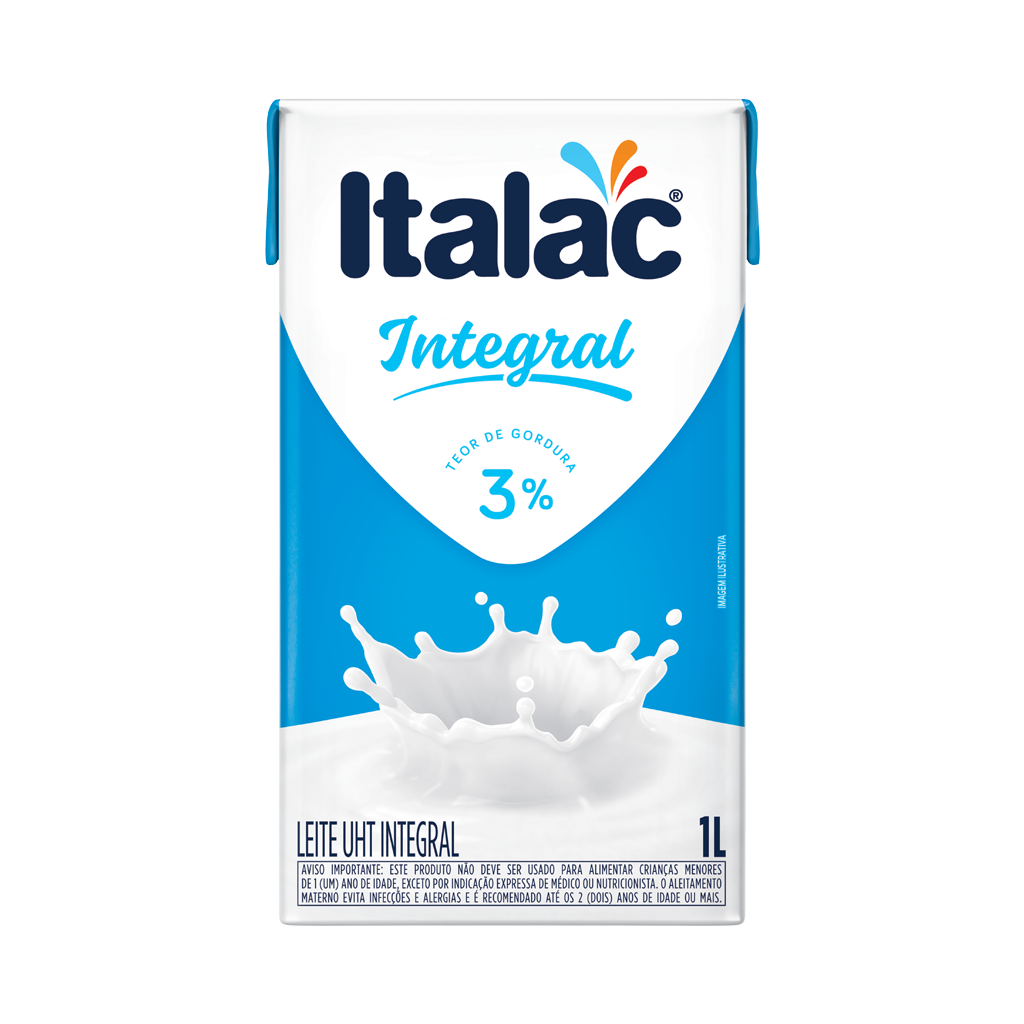 Italac®
Integral
TEOR DE GORDURA
3%
IMAGEM ILUSTRATIVA
LEITE UHT INTEGRAL
1L
AVISO IMPORTANTE: ESTE PRODUTO NÃO DEVE SER USADO PARA ALIMENTAR CRIANÇAS MENORES
DE 1 (UM) ANO DE IDADE, EXCETO POR INDICAÇÃO EXPRESSA DE MÉDICO OU NUTRICIONISTA. O ALEITAMENTO
MATERNO EVITA INFECÇÕES E ALERGIAS E É RECOMENDADO ATÉ OS 2 (DOIS) ANOS DE IDADE OU MAIS.